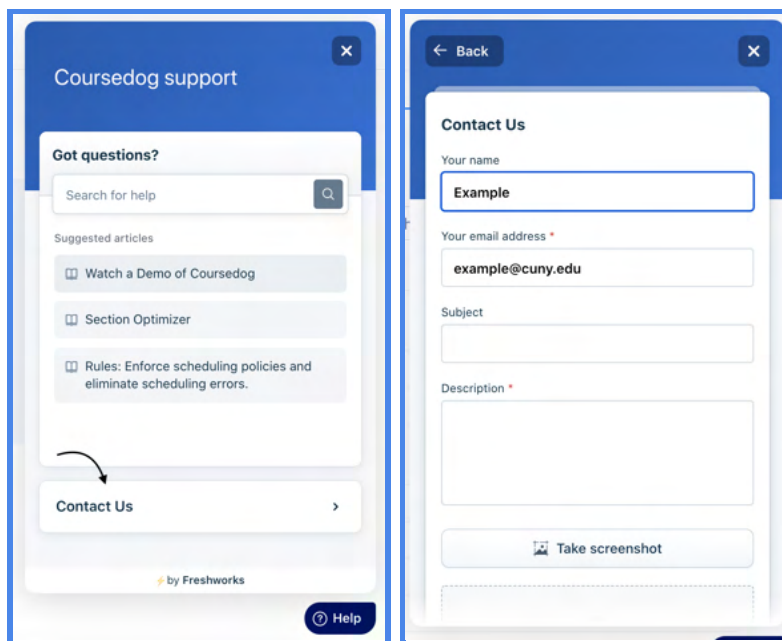 Coursedog support
Got questions?
Search for help
Suggested articles
Watch a Demo of Coursedog
Section Optimizer
Rules: Enforce scheduling policies and
eliminate scheduling errors.
Contact Us
by Freshworks
Help
Back
Contact Us
Your name
Example
Your email address *
example@cuny.edu
Subject
Description *
Take screenshot